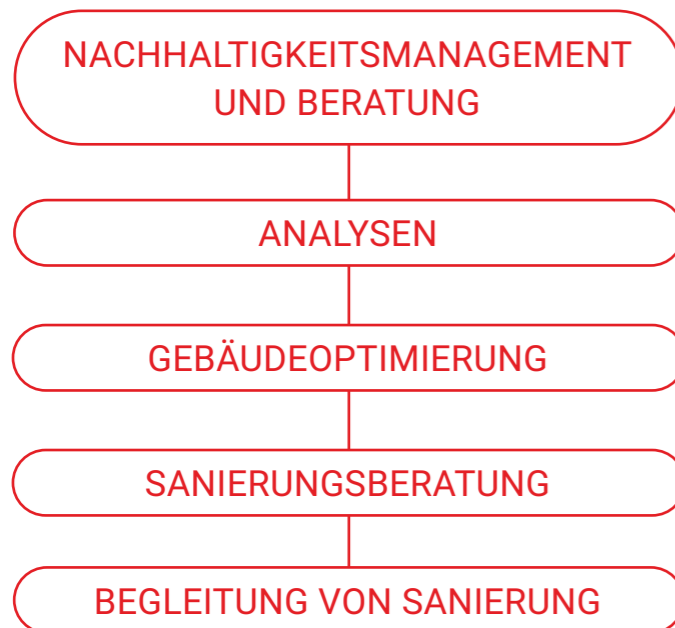 NACHHALTIGKEITSMANAGEMENT
UND BERATUNG
ANALYSEN
GEBÄUDEOPTIMIERUNG
SANIERUNGSBERATUNG
BEGLEITUNG VON SANIERUNG